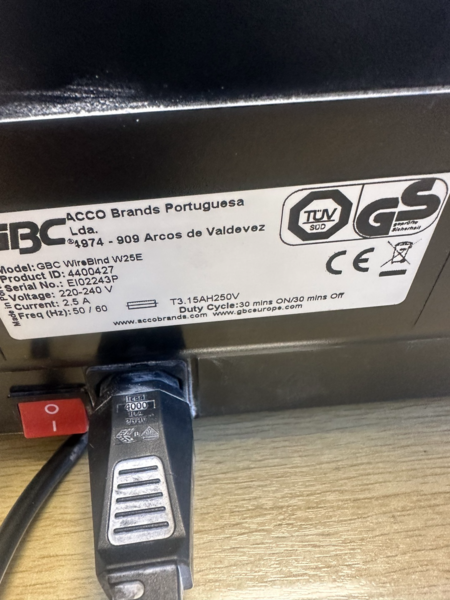 GBC®
ACCO Brands Portuguesa
Lda.
4974 - 909 Arcos de Valdevez
Model: GBC WireBind W25E
Product ID: 4400427
Serial No.: EI02243P
Voltage: 220-240 V
Current: 2.5 A
Freq (Hz): 50 / 60
T3.15AH250V
Duty Cycle:30 mins ON/30 mins Off
www.accobrands.com www.gbceurope.com
TÜV
SÜD
GS
geprüfte
Sicherheit
CE
O
I